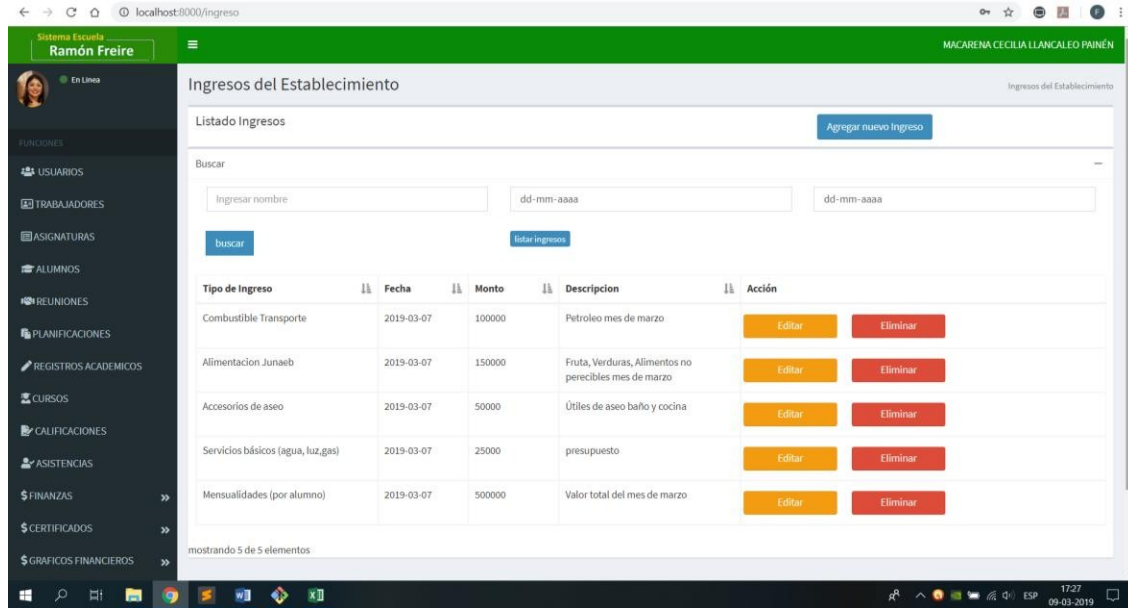 localhost:8000/ingreso
F
Sistema Escuela
Ramón Freire
MACARENA CECILIA LLANCALEO PAINÉN
En Linea
FUNCIONES
USUARIOS
TRABAJADORES
ASIGNATURAS
ALUMNOS
REUNIONES
PLANIFICACIONES
REGISTROS ACADEMICOS
CURSOS
CALIFICACIONES
ASISTENCIAS
FINANZAS
CERTIFICADOS
GRAFICOS FINANCIEROS
Ingresos del Establecimiento
Ingresos del Establecimiento
Listado Ingresos
Agregar nuevo Ingreso
Buscar
Ingresar nombre dd-mm-aaaa dd-mm-aaaa
buscar listar ingresos
Tipo de Ingreso Fecha Monto Descripcion Acción
Combustible Transporte 2019-03-07 100000 Petroleo mes de marzo Editar Eliminar
Alimentacion Junaeb 2019-03-07 150000 Fruta, Verduras, Alimentos no
perecibles mes de marzo Editar Eliminar
Accesorios de aseo 2019-03-07 50000 Útiles de aseo baño y cocina Editar Eliminar
Servicios básicos (agua, luz,gas) 2019-03-07 25000 presupuesto Editar Eliminar
Mensualidades (por alumno) 2019-03-07 500000 Valor total del mes de marzo Editar Eliminar
mostrando 5 de 5 elementos
ESP
17:27
09-03-2019